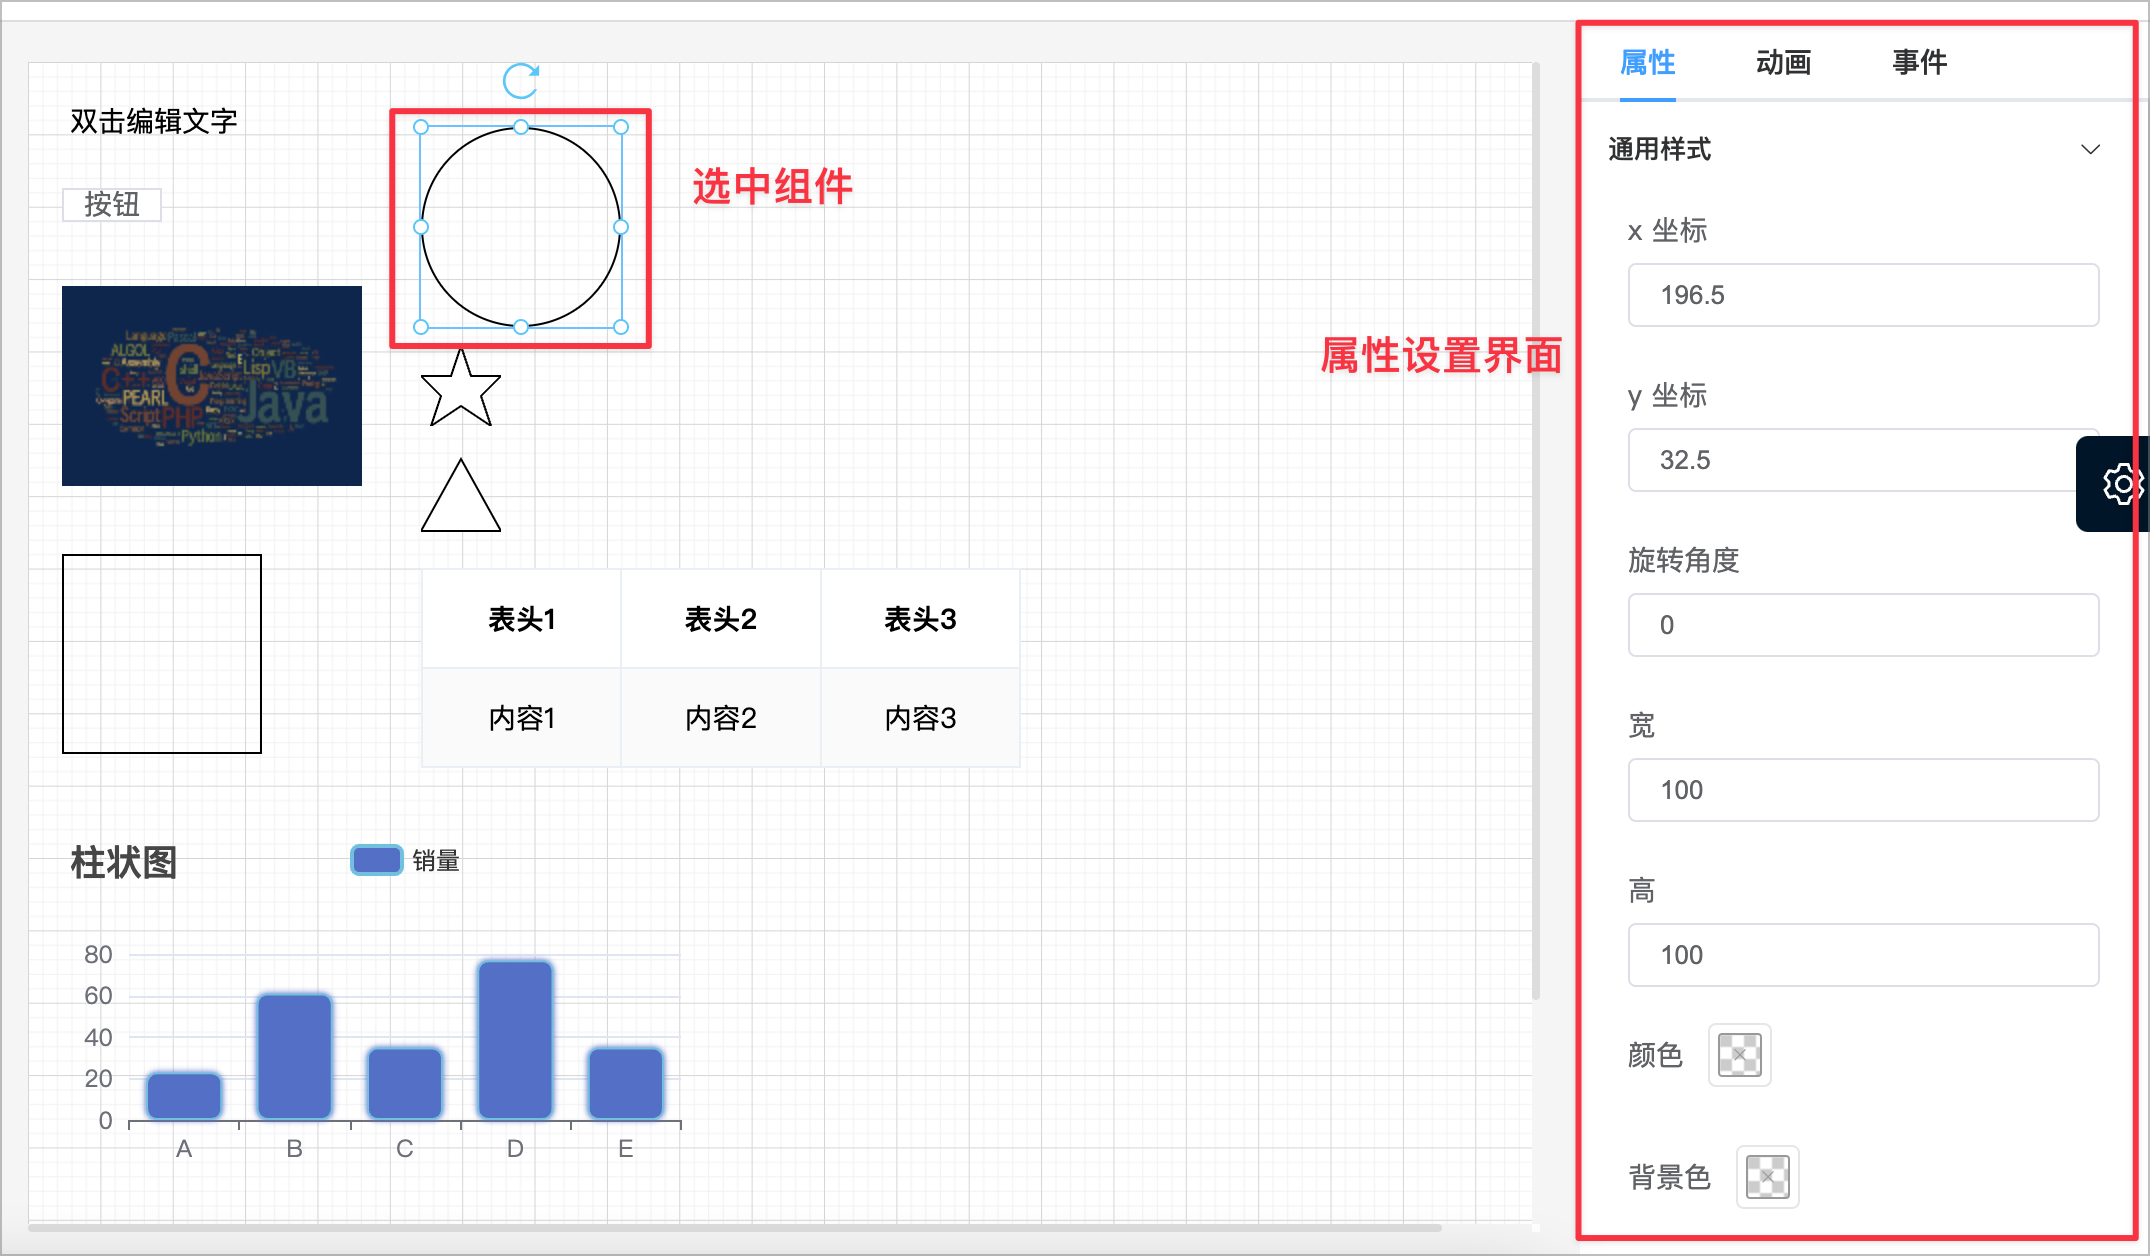 双击编辑文字
按钮
选中组件
属性设置界面
Language
Pascal
ALGOL
C++
C
Lisp
VB
PEARL
Java
Script
PHP
Python
表头1 表头2 表头3
内容1 内容2 内容3
柱状图
销量
80
60
40
20
0
A B C D E
属性 动画 事件
通用样式
x 坐标
196.5
y 坐标
32.5
旋转角度
0
宽
100
高
100
颜色
背景色